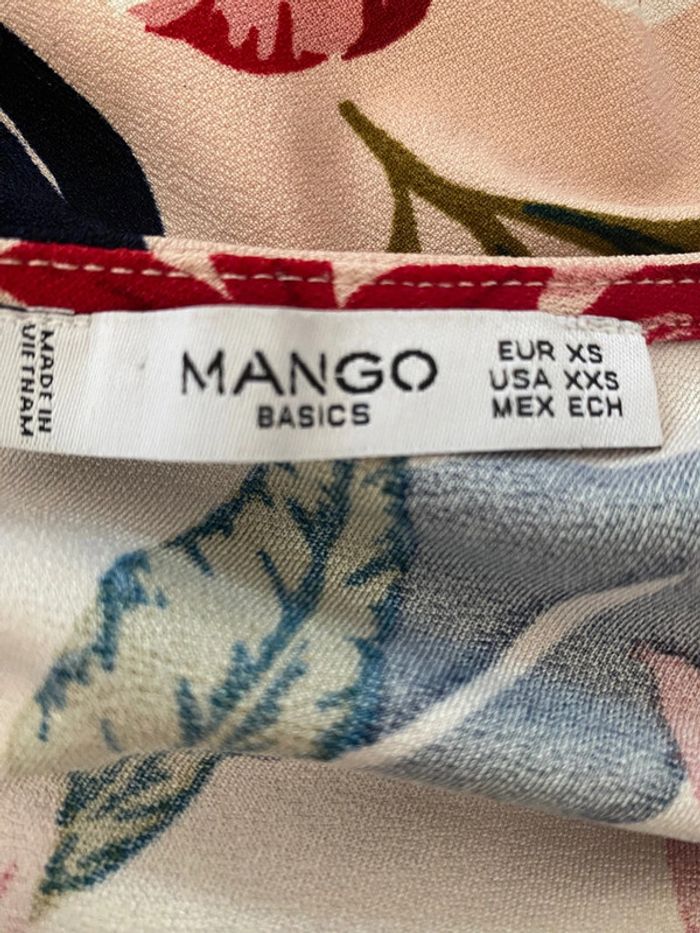 MADE IN
VIETNAM
MANGO
BASICS
EUR XS
USA XXS
MEX ECH